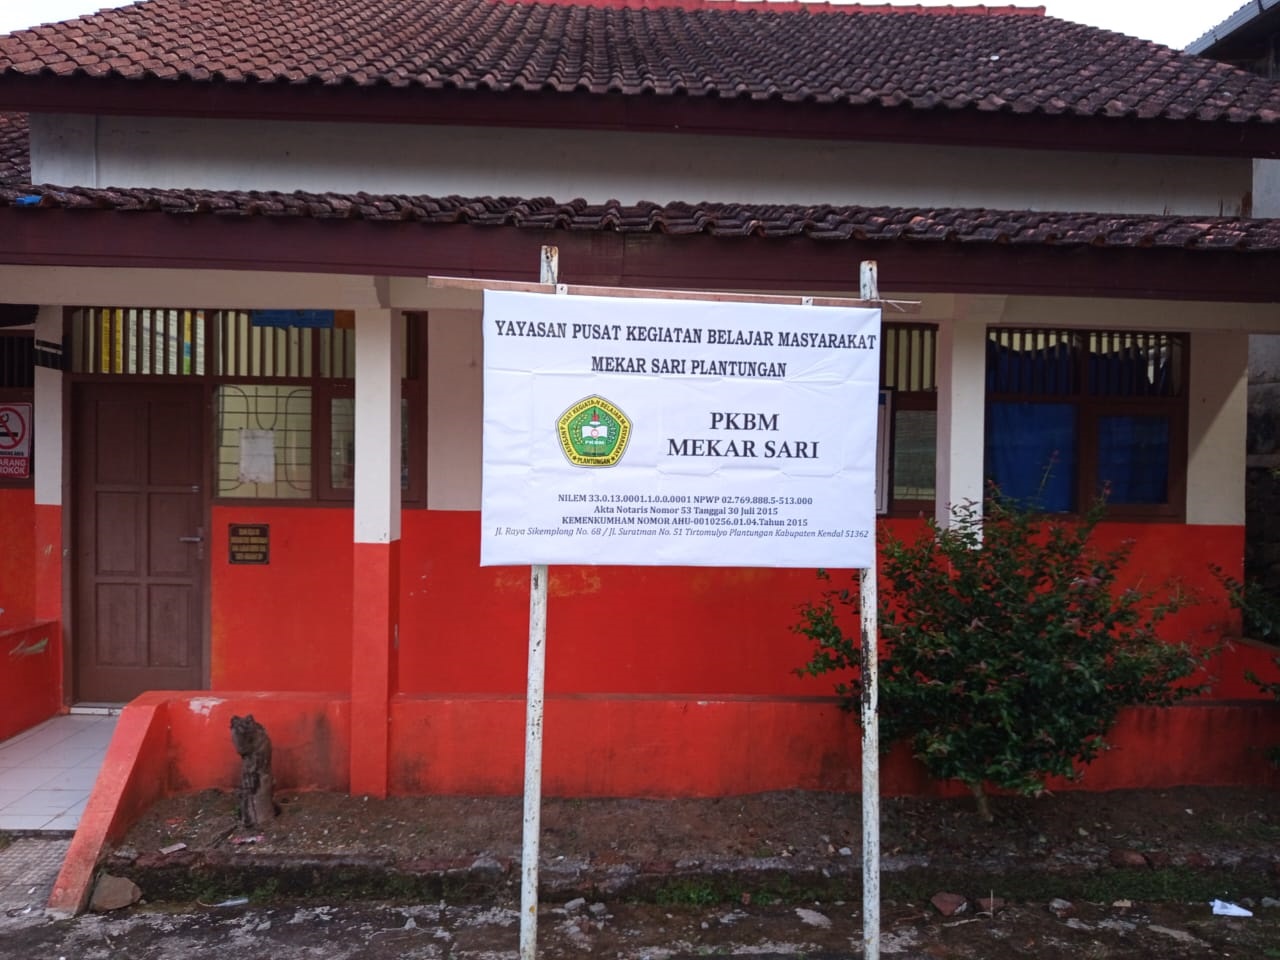 YAYASAN PUSAT KEGIATAN BELAJAR MASYARAKAT
MEKAR SARI PLANTUNGAN
PKBM
PLANTUNGAN
PKBM
MEKAR SARI
NILEM 33.0.13.0001.1.0.0.0001 NPWP 02.769.888.5-513.000
Akta Notaris Nomor 53 Tanggal 30 Juli 2015
KEMENKUMHAM NOMOR AHU-0010256.01.04.Tahun 2015
Jl. Raya Sikemplong No. 68 / Jl. Suratman No. 51 Tirtomulyo Plantungan Kabupaten Kendal 51362